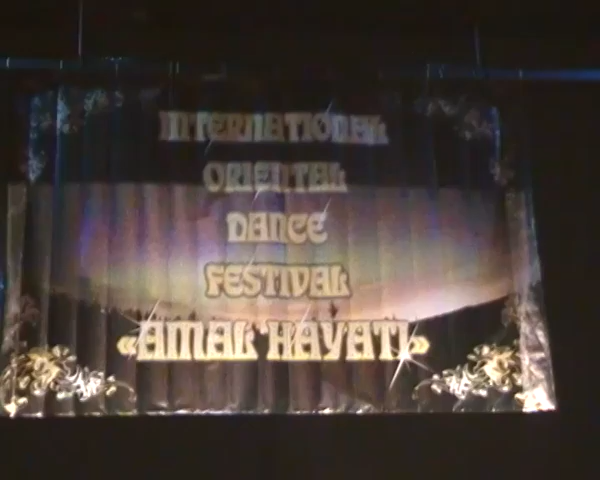 INTERNATIONAL
ORIENTAL
DANCE
FESTIVAL
«AMAL HAYATI»